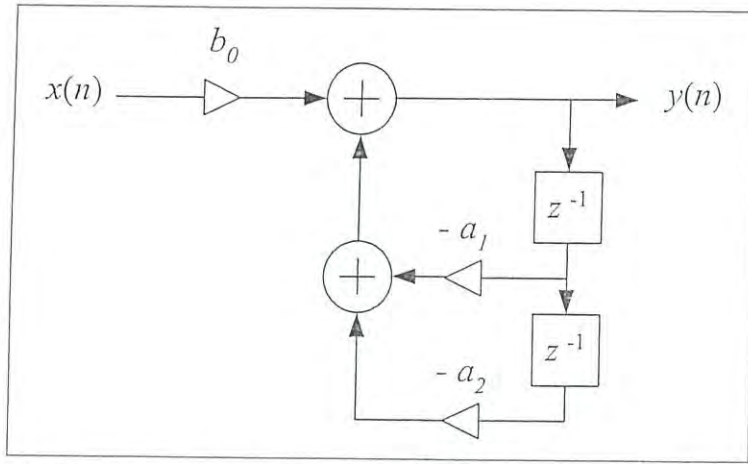 b₀
x(n)
+
y(n)
z⁻¹
- a₁
+
z⁻¹
- a₂